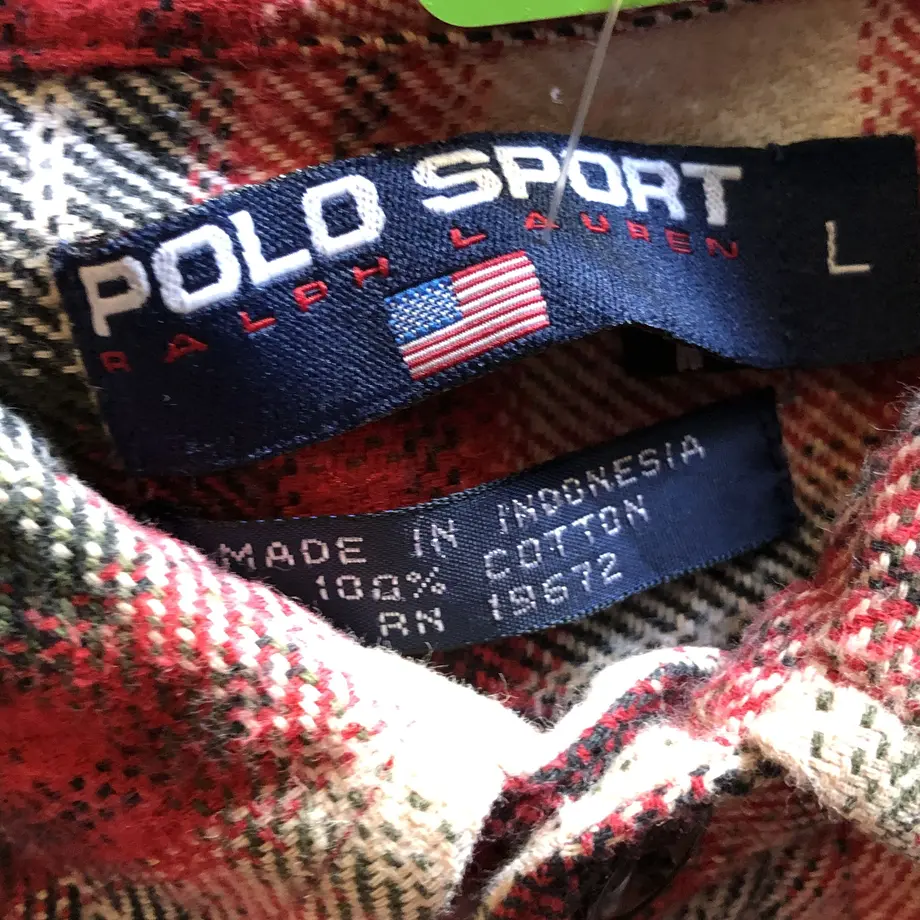 POLO SPORT
RALPH LAUREN
L
MADE IN INDONESIA
100% COTTON
RN 19672